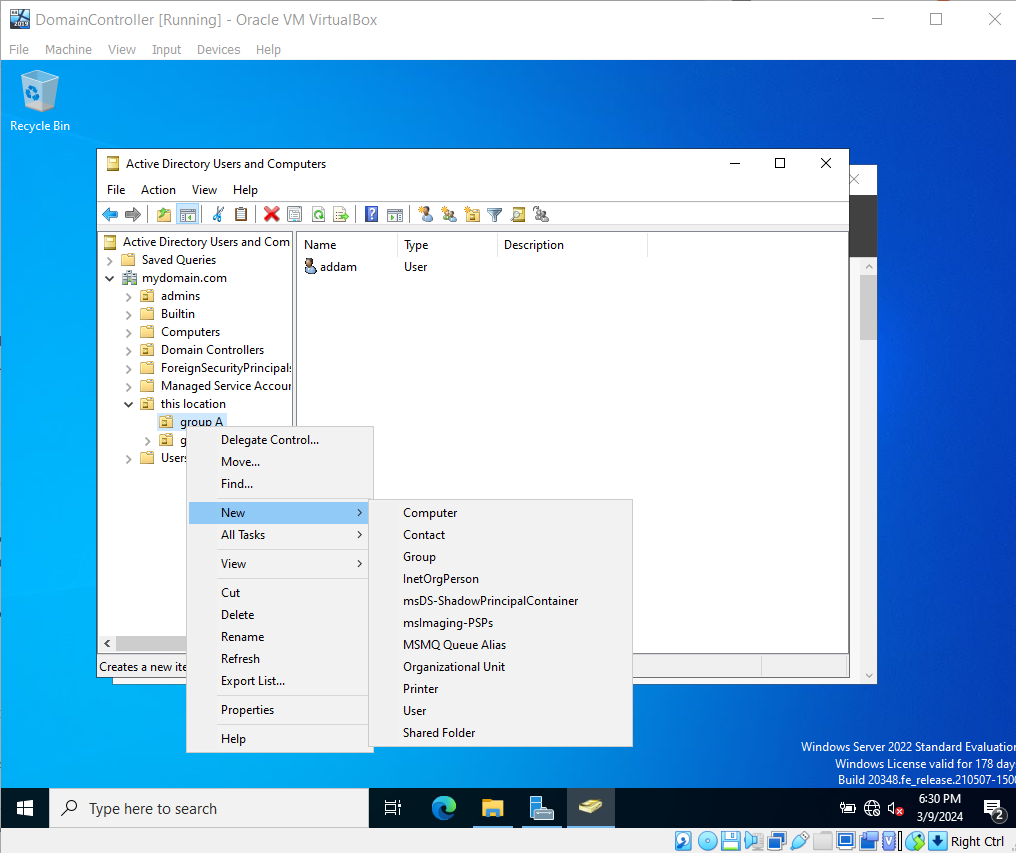 DomainController [Running] - Oracle VM VirtualBox
File Machine View Input Devices Help
Recycle Bin
Active Directory Users and Computers
File Action View Help
Active Directory Users and Com
Name Type Description
Saved Queries
addam User
mydomain.com
admins
Builtin
Computers
Domain Controllers
ForeignSecurityPrincipals
Managed Service Accour
this location
group A
g
Users
Delegate Control...
Move...
Find...
New
All Tasks
View
Cut
Delete
Rename
Refresh
Export List...
Properties
Help
Computer
Contact
Group
InetOrgPerson
msDS-ShadowPrincipalContainer
msImaging-PSPs
MSMQ Queue Alias
Organizational Unit
Printer
User
Shared Folder
Creates a new ite
Windows Server 2022 Standard Evaluation
Windows License valid for 178 day
Build 20348.fe_release.210507-150
Type here to search
6:30 PM
3/9/2024
2
Right Ctrl